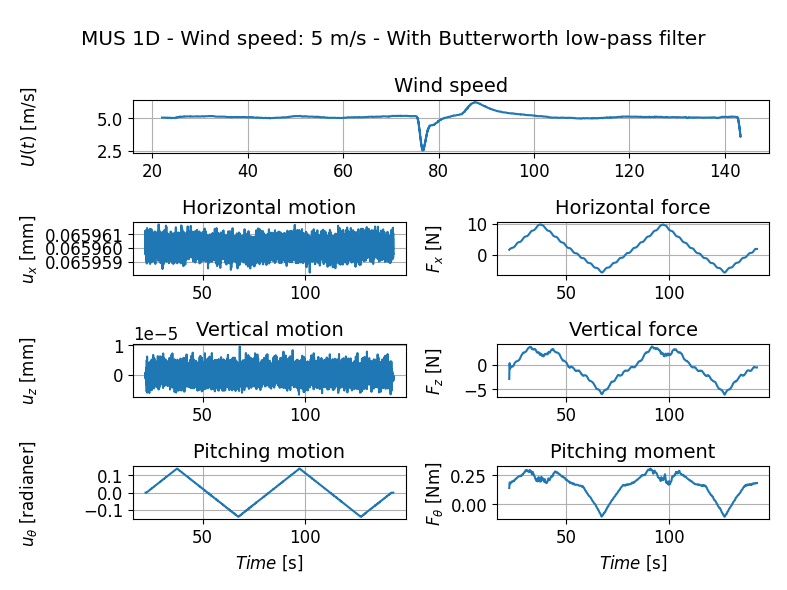 MUS 1D - Wind speed: 5 m/s - With Butterworth low-pass filter
Wind speed
U(t) [m/s]
5.0
2.5
20 40 60 80 100 120 140
Horizontal motion
u_x [mm]
0.065961
0.065960
0.065959
50 100
Horizontal force
F_x [N]
10
0
50 100
Vertical motion
1e−5
u_z [mm]
1
0
50 100
Vertical force
F_z [N]
0
−5
50 100
Pitching motion
u_θ [radianer]
0.1
0.0
−0.1
50 100
Time [s]
Pitching moment
F_θ [Nm]
0.25
0.00
50 100
Time [s]